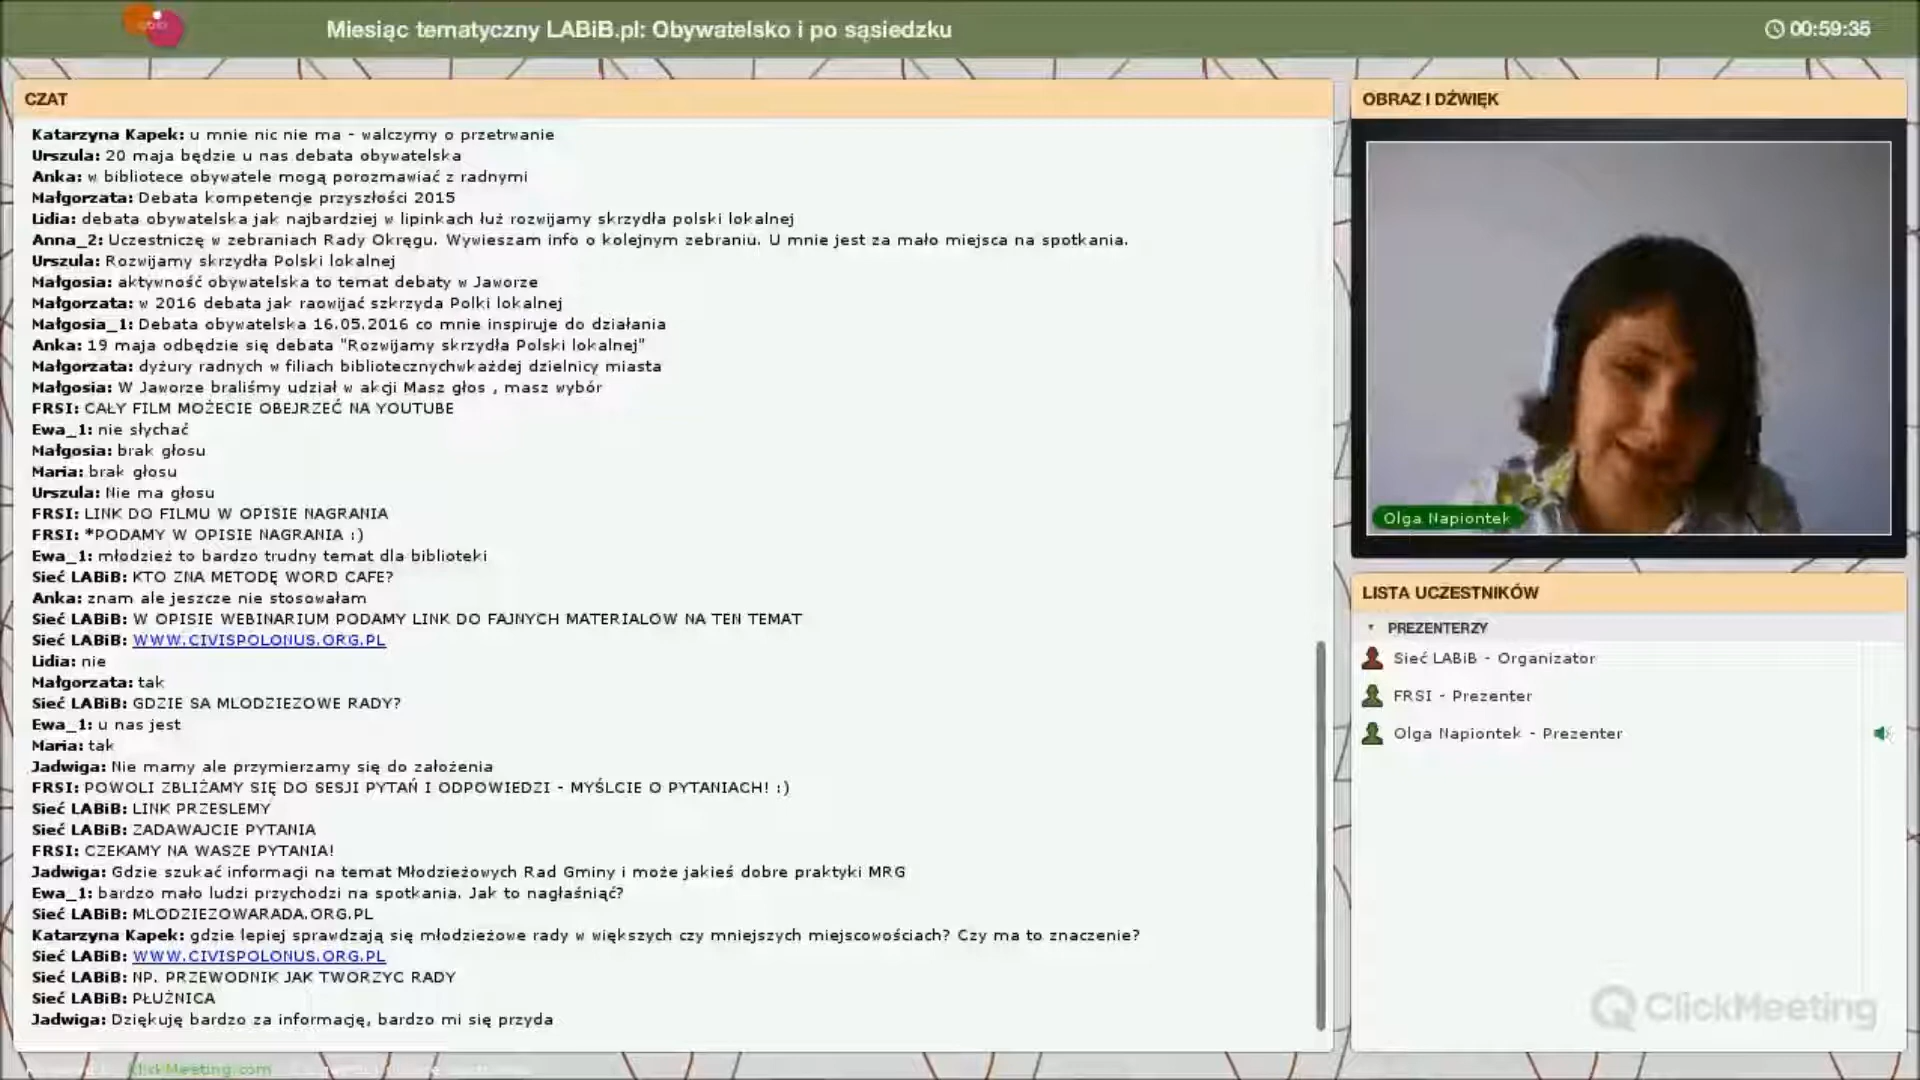 Miesiąc tematyczny LABiB.pl: Obywatelsko i po sąsiedzku
00:59:35
CZAT
Katarzyna Kapek: u mnie nic nie ma - walczymy o przetrwanie
Urszula: 20 maja będzie u nas debata obywatelska
Anka: w bibliotece obywatele mogą porozmawiać z radnymi
Małgorzata: Debata kompetencje przyszłości 2015
Lidia: debata obywatelska jak najbardziej w lipinkach łuż rozwijamy skrzydła polski lokalnej
Anna_2: Uczestniczę w zebraniach Rady Okręgu. Wywieszam info o kolejnym zebraniu. U mnie jest za mało miejsca na spotkania.
Urszula: Rozwijamy skrzydła Polski lokalnej
Małgosia: aktywność obywatelska to temat debaty w Jaworze
Małgorzata: w 2016 debata jak raowijać szkrzyda Polki lokalnej
Małgosia_1: Debata obywatelska 16.05.2016 co mnie inspiruje do działania
Anka: 19 maja odbędzie się debata "Rozwijamy skrzydła Polski lokalnej"
Małgorzata: dyżury radnych w filiach bibliotecznychwkażdej dzielnicy miasta
Małgosia: W Jaworze braliśmy udział w akcji Masz głos , masz wybór
FRSI: CAŁY FILM MOŻECIE OBEJRZEĆ NA YOUTUBE
Ewa_1: nie słychać
Małgosia: brak głosu
Maria: brak głosu
Urszula: Nie ma głosu
FRSI: LINK DO FILMU W OPISIE NAGRANIA
FRSI: *PODAMY W OPISIE NAGRANIA :)
Ewa_1: młodzież to bardzo trudny temat dla biblioteki
Sieć LABiB: KTO ZNA METODĘ WORD CAFE?
Anka: znam ale jeszcze nie stosowałam
Sieć LABiB: W OPISIE WEBINARIUM PODAMY LINK DO FAJNYCH MATERIALOW NA TEN TEMAT
Sieć LABiB: WWW.CIVISPOLONUS.ORG.PL
Lidia: nie
Małgorzata: tak
Sieć LABiB: GDZIE SA MLODZIEZOWE RADY?
Ewa_1: u nas jest
Maria: tak
Jadwiga: Nie mamy ale przymierzamy się do założenia
FRSI: POWOLI ZBLIŻAMY SIĘ DO SESJI PYTAŃ I ODPOWIEDZI - MYŚLCIE O PYTANIACH! :)
Sieć LABiB: LINK PRZESLEMY
Sieć LABiB: ZADAWAJCIE PYTANIA
FRSI: CZEKAMY NA WASZE PYTANIA!
Jadwiga: Gdzie szukać informacji na temat Młodzieżowych Rad Gminy i może jakieś dobre praktyki MRG
Ewa_1: bardzo mało ludzi przychodzi na spotkania. Jak to nagłaśniąć?
Sieć LABiB: MLODZIEZOWARADA.ORG.PL
Katarzyna Kapek: gdzie lepiej sprawdzają się młodzieżowe rady w większych czy mniejszych miejscowościach? Czy ma to znaczenie?
Sieć LABiB: WWW.CIVISPOLONUS.ORG.PL
Sieć LABiB: NP. PRZEWODNIK JAK TWORZYC RADY
Sieć LABiB: PŁUŻNICA
Jadwiga: Dziękuję bardzo za informację, bardzo mi się przyda
OBRAZ I DŹWIĘK
Olga Napiontek
LISTA UCZESTNIKÓW
PREZENTERZY
Sieć LABiB - Organizator
FRSI - Prezenter
Olga Napiontek - Prezenter
ClickMeeting
ClickMeeting.com